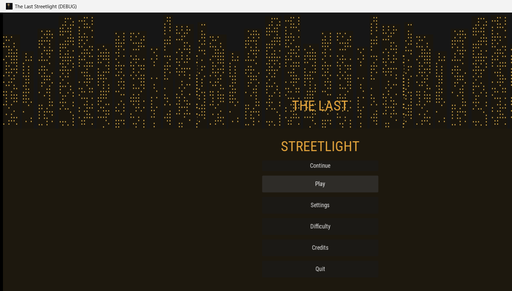 The Last Streetlight (DEBUG)
THE LAST
STREETLIGHT
Continue
Play
Settings
Difficulty
Credits
Quit